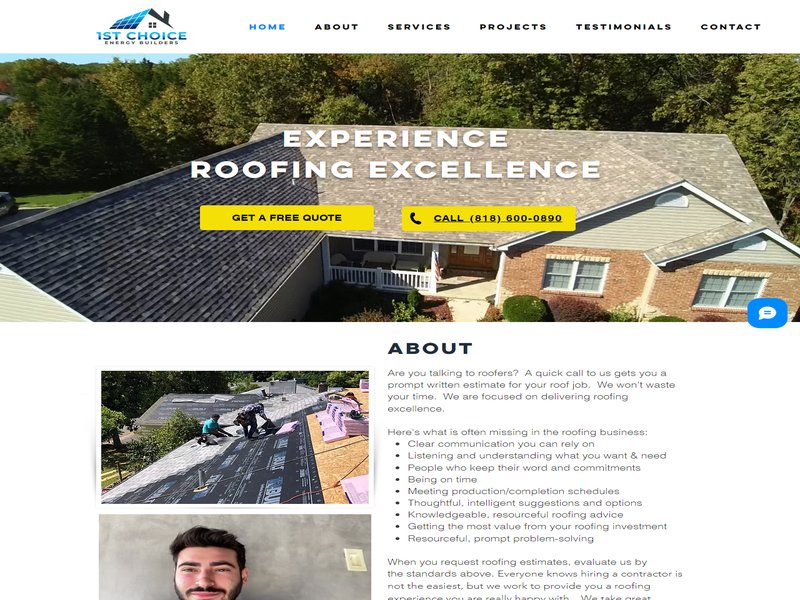 1ST CHOICE
ENERGY BUILDERS
HOME ABOUT SERVICES PROJECTS TESTIMONIALS CONTACT
EXPERIENCE
ROOFING EXCELLENCE
GET A FREE QUOTE
CALL (818) 600-0890
ABOUT
Are you talking to roofers? A quick call to us gets you a
prompt written estimate for your roof job. We won't waste
your time. We are focused on delivering roofing
excellence.
Here's what is often missing in the roofing business:
• Clear communication you can rely on
• Listening and understanding what you want & need
• People who keep their word and commitments
• Being on time
• Meeting production/completion schedules
• Thoughtful, intelligent suggestions and options
• Knowledgeable, resourceful roofing advice
• Getting the most value from your roofing investment
• Resourceful, prompt problem-solving
When you request roofing estimates, evaluate us by
the standards above. Everyone knows hiring a contractor is
not the easiest, but we work to provide you a roofing
experience you are really happy with. We take great